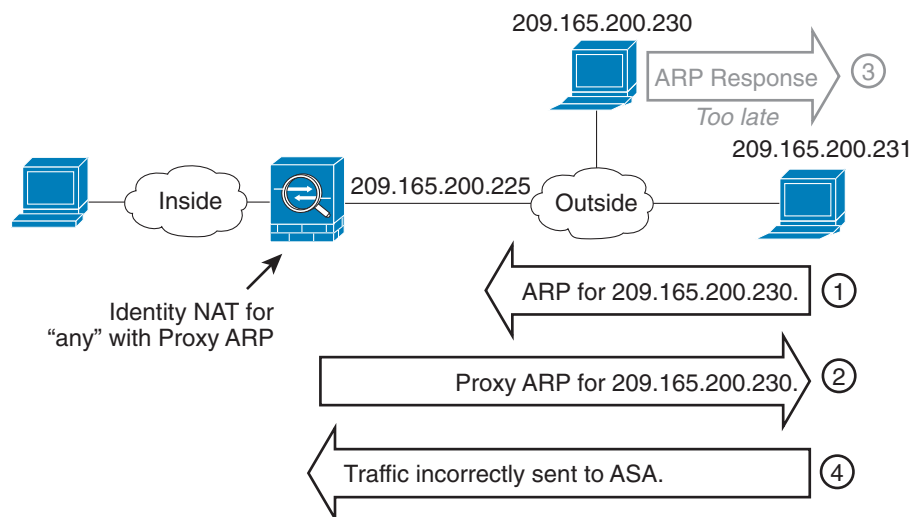 209.165.200.230
ARP Response
3
Too late
209.165.200.231
Inside
209.165.200.225
Outside
Identity NAT for
“any” with Proxy ARP
ARP for 209.165.200.230.
1
Proxy ARP for 209.165.200.230.
2
Traffic incorrectly sent to ASA.
4